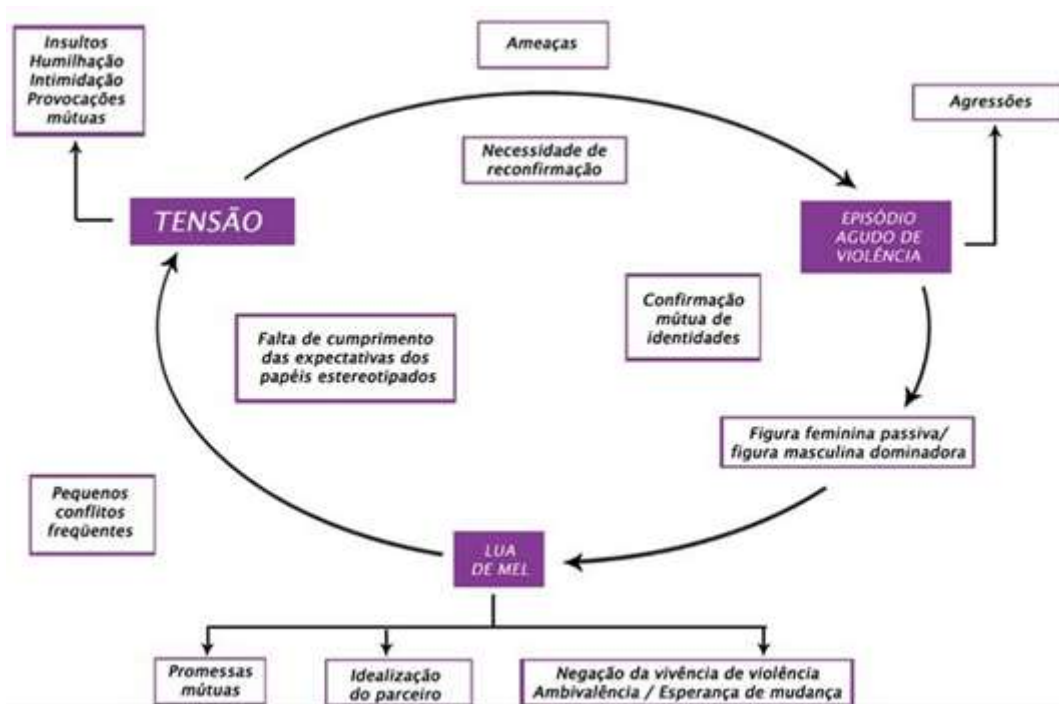 Insultos
Humilhação
Intimidação
Provocações
mútuas
Ameaças
Agressões
Necessidade de
reconfirmação
TENSÃO
EPISÓDIO
AGUDO DE
VIOLÊNCIA
Confirmação
mútua de
identidades
Falta de cumprimento
das expectativas dos
papéis estereotipados
Figura feminina passiva/
figura masculina dominadora
Pequenos
conflitos
freqüentes
LUA
DE MEL
Promessas
mútuas
Idealização
do parceiro
Negação da vivência de violência
Ambivalência / Esperança de mudança